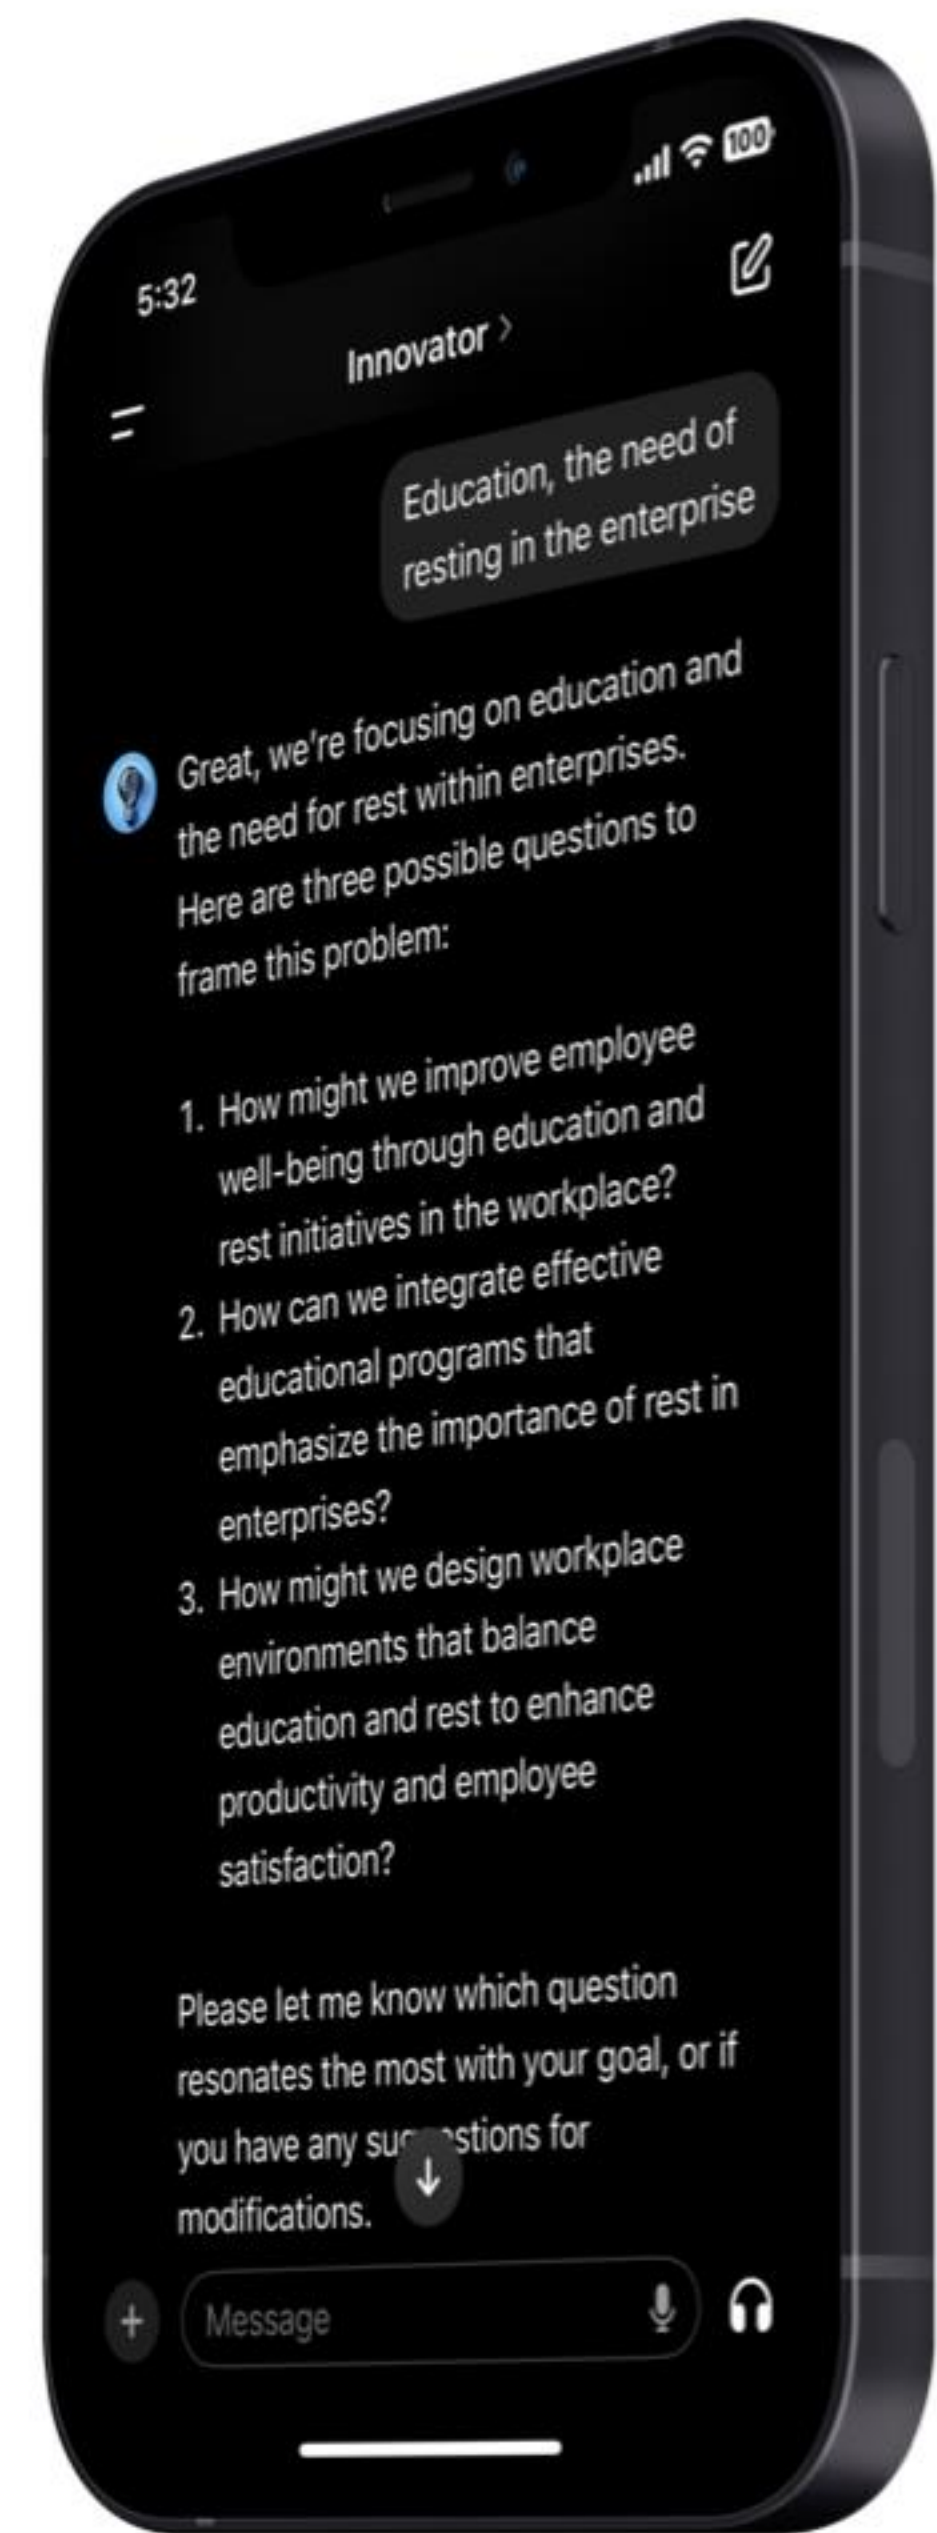 5:32
100
Innovator >
Education, the need of
resting in the enterprise
Great, we're focusing on education and
the need for rest within enterprises.
Here are three possible questions to
frame this problem:
1. How might we improve employee
well-being through education and
rest initiatives in the workplace?
2. How can we integrate effective
educational programs that
emphasize the importance of rest in
enterprises?
3. How might we design workplace
environments that balance
education and rest to enhance
productivity and employee
satisfaction?
Please let me know which question
resonates the most with your goal, or if
you have any stions for
modifications.
Message